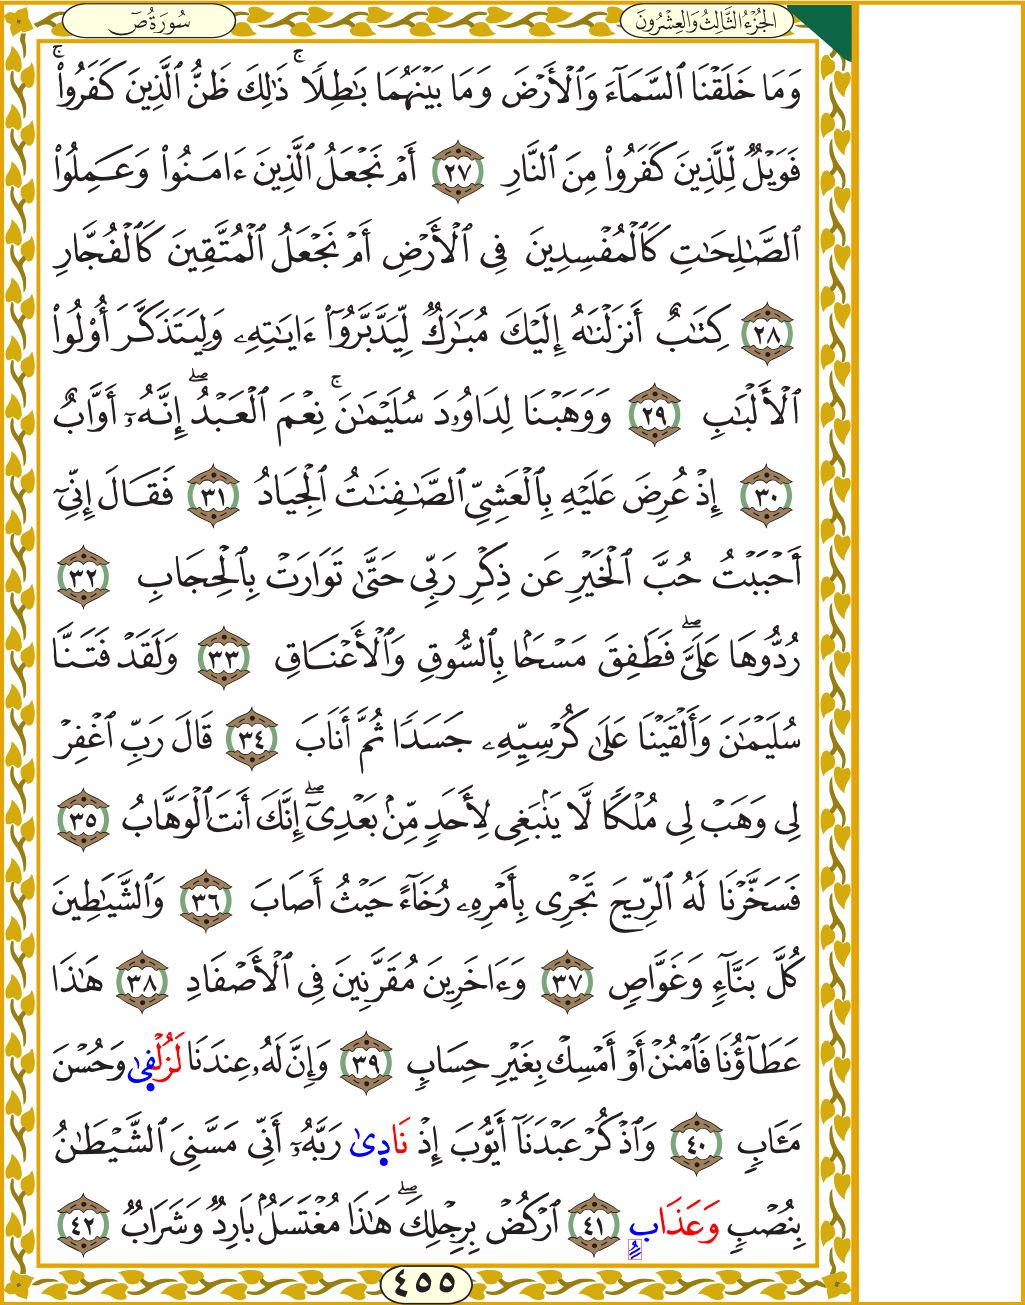 الجُزْءُ الثَّالِثُ وَالعِشْرُونَ
سُورَةُ صٓ
وَمَا خَلَقْنَا ٱلسَّمَآءَ وَٱلْأَرْضَ وَمَا بَيْنَهُمَا بَٰطِلًا ۚ ذَٰلِكَ ظَنُّ ٱلَّذِينَ كَفَرُوا۟ ۚ
فَوَيْلٌ لِّلَّذِينَ كَفَرُوا۟ مِنَ ٱلنَّارِ ٢٧ أَمْ نَجْعَلُ ٱلَّذِينَ ءَامَنُوا۟ وَعَمِلُوا۟
ٱلصَّٰلِحَٰتِ كَٱلْمُفْسِدِينَ فِى ٱلْأَرْضِ أَمْ نَجْعَلُ ٱلْمُتَّقِينَ كَٱلْفُجَّارِ
٢٨ كِتَٰبٌ أَنزَلْنَٰهُ إِلَيْكَ مُبَٰرَكٌ لِّيَدَّبَّرُوٓا۟ ءَايَٰتِهِۦ وَلِيَتَذَكَّرَ أُو۟لُوا۟
ٱلْأَلْبَٰبِ ٢٩ وَوَهَبْنَا لِدَاوُۥدَ سُلَيْمَٰنَ ۚ نِعْمَ ٱلْعَبْدُ ۖ إِنَّهُۥٓ أَوَّابٌ
٣٠ إِذْ عُرِضَ عَلَيْهِ بِٱلْعَشِىِّ ٱلصَّٰفِنَٰتُ ٱلْجِيَادُ ٣١ فَقَالَ إِنِّىٓ
أَحْبَبْتُ حُبَّ ٱلْخَيْرِ عَن ذِكْرِ رَبِّى حَتَّىٰ تَوَارَتْ بِٱلْحِجَابِ ٣٢
رُدُّوهَا عَلَىَّ ۖ فَطَفِقَ مَسْحًۢا بِٱلسُّوقِ وَٱلْأَعْنَاقِ ٣٣ وَلَقَدْ فَتَنَّا
سُلَيْمَٰنَ وَأَلْقَيْنَا عَلَىٰ كُرْسِيِّهِۦ جَسَدًا ثُمَّ أَنَابَ ٣٤ قَالَ رَبِّ ٱغْفِرْ
لِى وَهَبْ لِى مُلْكًا لَّا يَنۢبَغِى لِأَحَدٍ مِّنۢ بَعْدِىٓ ۖ إِنَّكَ أَنتَ ٱلْوَهَّابُ ٣٥
فَسَخَّرْنَا لَهُ ٱلرِّيحَ تَجْرِى بِأَمْرِهِۦ رُخَآءً حَيْثُ أَصَابَ ٣٦ وَٱلشَّيَٰطِينَ
كُلَّ بَنَّآءٍ وَغَوَّاصٍ ٣٧ وَءَاخَرِينَ مُقَرَّنِينَ فِى ٱلْأَصْفَادِ ٣٨ هَٰذَا
عَطَآؤُنَا فَٱمْنُنْ أَوْ أَمْسِكْ بِغَيْرِ حِسَابٍ ٣٩ وَإِنَّ لَهُۥ عِندَنَا لَزُلْفَىٰ وَحُسْنَ
مَـَٔابٍ ٤٠ وَٱذْكُرْ عَبْدَنَآ أَيُّوبَ إِذْ نَادَىٰ رَبَّهُۥٓ أَنِّى مَسَّنِىَ ٱلشَّيْطَٰنُ
بِنُصْبٍ وَعَذَابٍ ٤١ ٱرْكُضْ بِرِجْلِكَ ۖ هَٰذَا مُغْتَسَلٌۢ بَارِدٌ وَشَرَابٌ ٤٢
٤٥٥